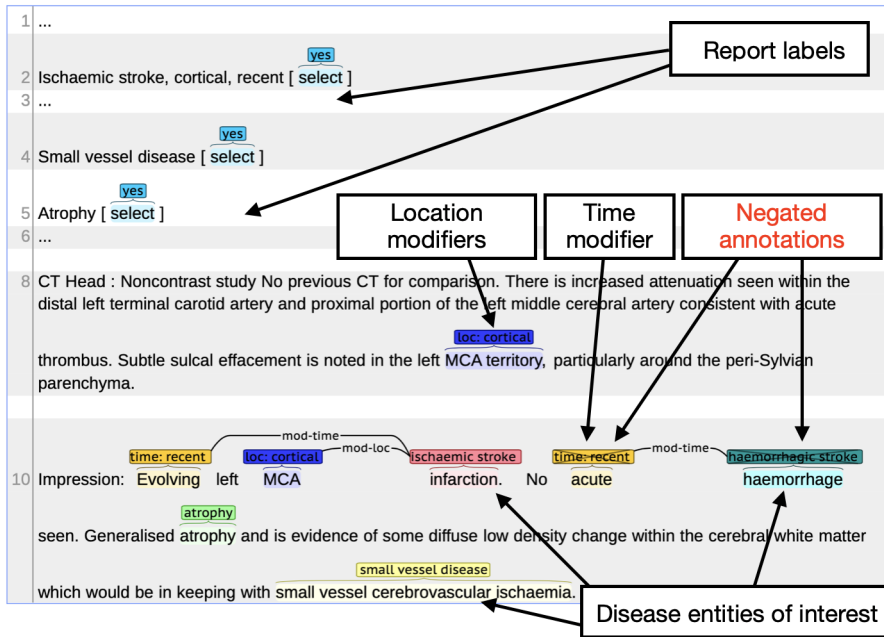 1 ...
Report labels
yes
2 Ischaemic stroke, cortical, recent [ select ]
3 ...
yes
4 Small vessel disease [ select ]
yes
5 Atrophy [ select ]
6 ...
Location modifiers
Time modifier
Negated annotations
8 CT Head : Noncontrast study No previous CT for comparison. There is increased attenuation seen within the
distal left terminal carotid artery and proximal portion of the left middle cerebral artery consistent with acute
loc: cortical
thrombus. Subtle sulcal effacement is noted in the left MCA territory, particularly around the peri-Sylvian
parenchyma.
mod-time
mod-loc mod-time
time: recent loc: cortical ischaemic stroke time: recent haemorrhagic stroke
10 Impression: Evolving left MCA infarction. No acute haemorrhage
atrophy
seen. Generalised atrophy and is evidence of some diffuse low density change within the cerebral white matter
small vessel disease
which would be in keeping with small vessel cerebrovascular ischaemia.
Disease entities of interest